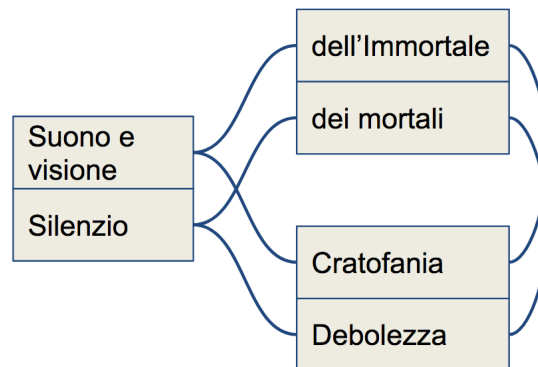 dell’Immortale
dei mortali
Suono e
visione
Silenzio
Cratofania
Debolezza